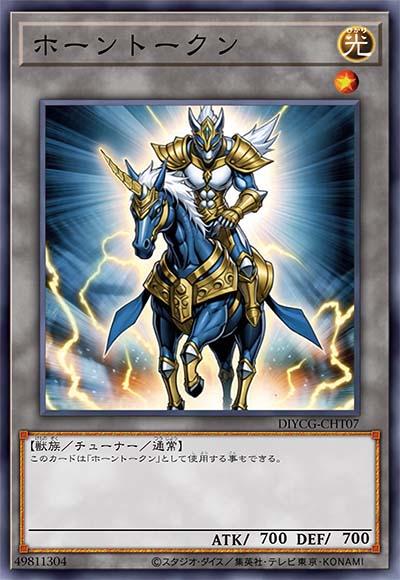 ホーントークン
ひかり
光
DIYCG-CHT07
【獣族／チューナー／通常】
このカードは「ホーントークン」として使用する事もできる。
ATK/ 700 DEF/ 700
49811304 ©スタジオ・ダイス／集英社・テレビ東京・KONAMI